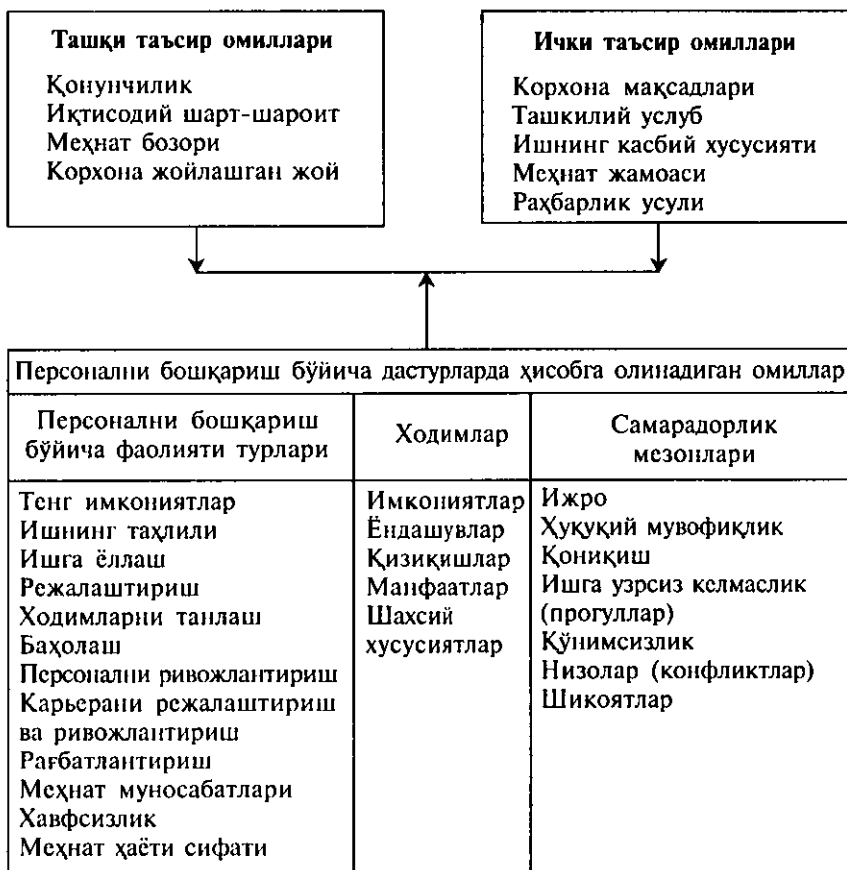 Ташқи таъсир омиллари
Қонунчилик
Иқтисодий шарт-шароит
Меҳнат бозори
Корхона жойлашган жой
Ички таъсир омиллари
Корхона мақсадлари
Ташкилий услуб
Ишнинг касбий хусусияти
Меҳнат жамоаси
Раҳбарлик усули
Персонални бошқариш бўйича дастурларда ҳисобга олинадиган омиллар
Персонални бошқариш
бўйича фаолияти турлари
Тенг имкониятлар
Ишнинг таҳлили
Ишга ёллаш
Режалаштириш
Ходимларни танлаш
Баҳолаш
Персонални ривожлантириш
Карьерани режалаштириш
ва ривожлантириш
Рағбатлантириш
Меҳнат муносабатлари
Хавфсизлик
Меҳнат ҳаёти сифати
Ходимлар
Имкониятлар
Ёндашувлар
Қизиқишлар
Манфаатлар
Шахсий
хусусиятлар
Самарадорлик
мезонлари
Ижро
Ҳуқуқий мувофиқлик
Қониқиш
Ишга узрсиз келмаслик
(прогуллар)
Қўнимсизлик
Низолар (конфликтлар)
Шикоятлар